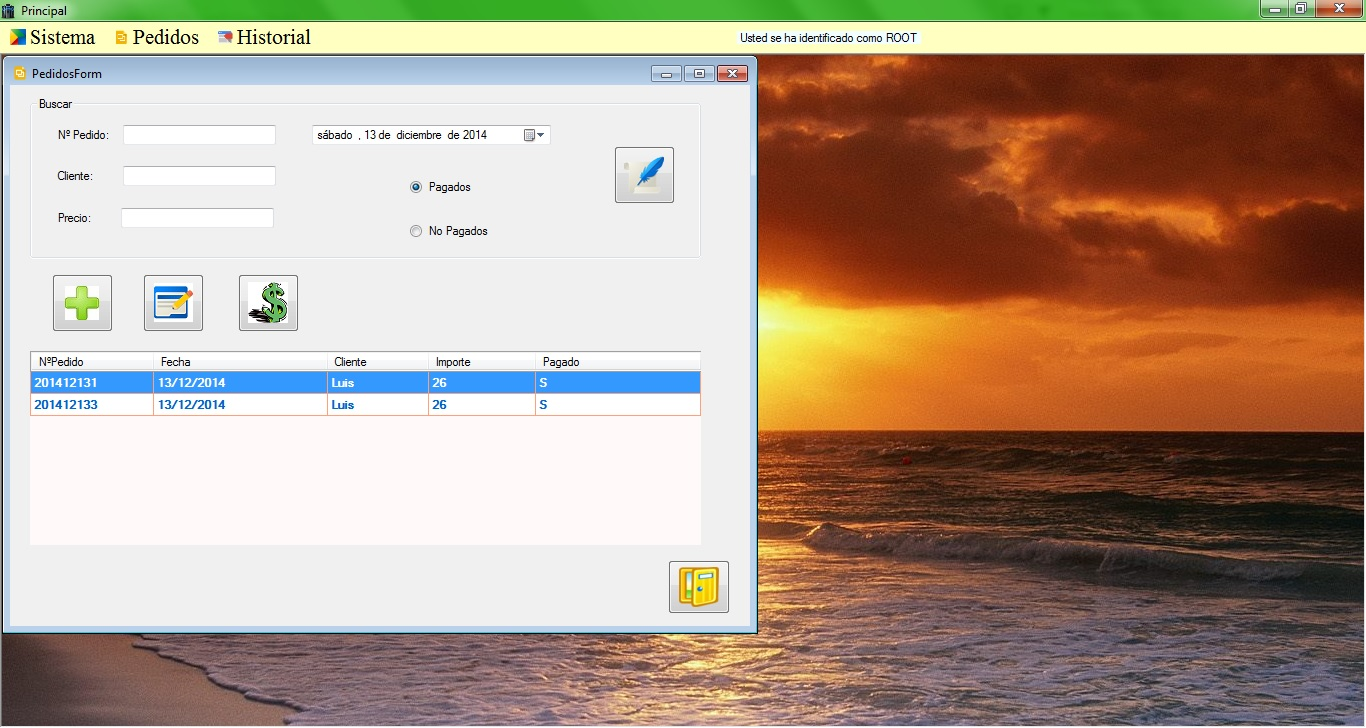 Principal
Sistema Pedidos Historial Usted se ha identificado como ROOT
PedidosForm
Buscar
Nº Pedido: sábado , 13 de diciembre de 2014
Cliente: Pagados
Precio: No Pagados
NºPedido Fecha Cliente Importe Pagado
201412131 13/12/2014 Luis 26 S
201412133 13/12/2014 Luis 26 S